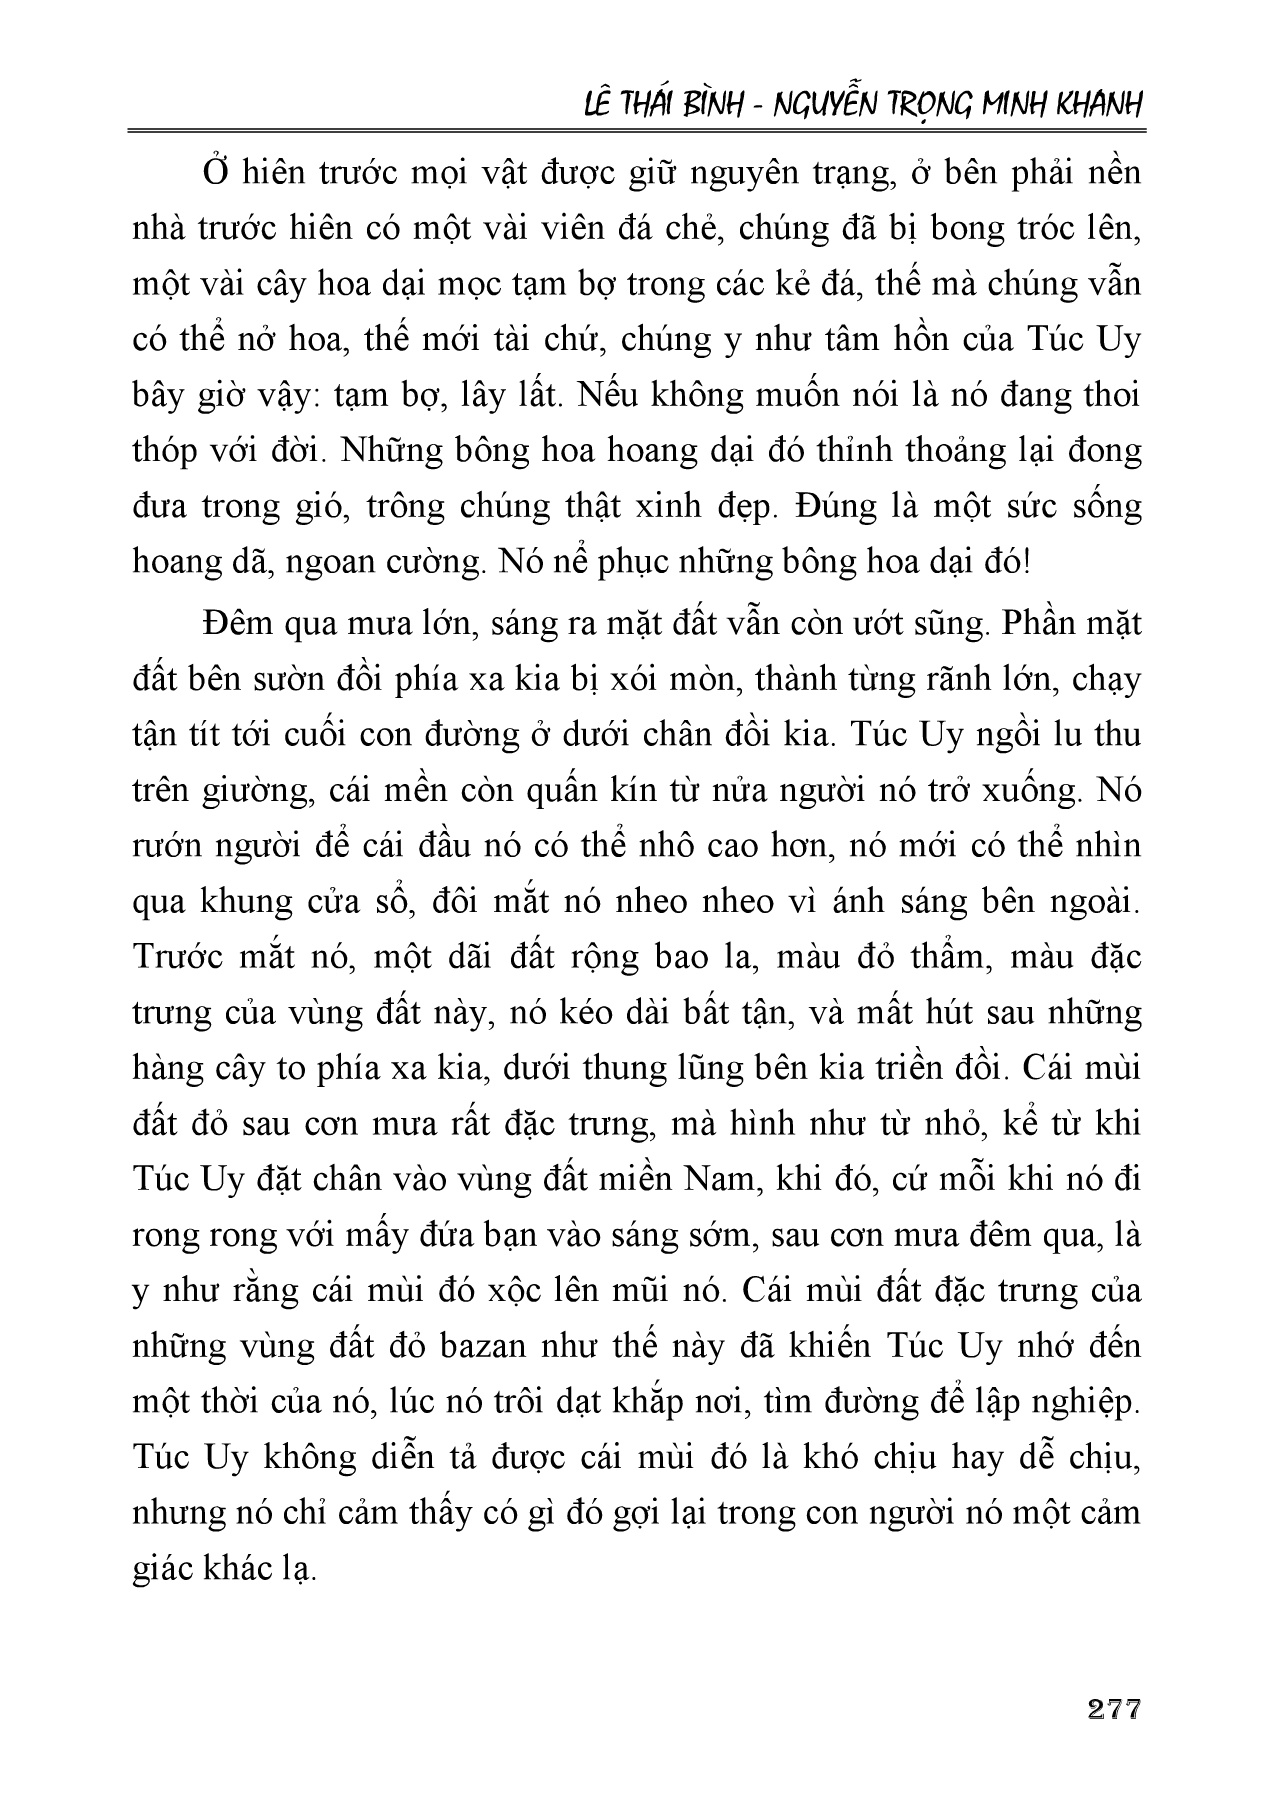 LÊ THÁI BÌNH - NGUYỄN TRỌNG MINH KHANH
Ở hiên trước mọi vật được giữ nguyên trạng, ở bên phải nền
nhà trước hiên có một vài viên đá chẻ, chúng đã bị bong tróc lên,
một vài cây hoa dại mọc tạm bợ trong các kẻ đá, thế mà chúng vẫn
có thể nở hoa, thế mới tài chứ, chúng y như tâm hồn của Túc Uy
bây giờ vậy: tạm bợ, lây lất. Nếu không muốn nói là nó đang thoi
thóp với đời. Những bông hoa hoang dại đó thỉnh thoảng lại đong
đưa trong gió, trông chúng thật xinh đẹp. Đúng là một sức sống
hoang dã, ngoan cường. Nó nể phục những bông hoa dại đó!
Đêm qua mưa lớn, sáng ra mặt đất vẫn còn ướt sũng. Phần mặt
đất bên sườn đồi phía xa kia bị xói mòn, thành từng rãnh lớn, chạy
tận tít tới cuối con đường ở dưới chân đồi kia. Túc Uy ngồi lu thu
trên giường, cái mền còn quấn kín từ nửa người nó trở xuống. Nó
rướn người để cái đầu nó có thể nhô cao hơn, nó mới có thể nhìn
qua khung cửa sổ, đôi mắt nó nheo nheo vì ánh sáng bên ngoài.
Trước mắt nó, một dãi đất rộng bao la, màu đỏ thẩm, màu đặc
trưng của vùng đất này, nó kéo dài bất tận, và mất hút sau những
hàng cây to phía xa kia, dưới thung lũng bên kia triền đồi. Cái mùi
đất đỏ sau cơn mưa rất đặc trưng, mà hình như từ nhỏ, kể từ khi
Túc Uy đặt chân vào vùng đất miền Nam, khi đó, cứ mỗi khi nó đi
rong rong với mấy đứa bạn vào sáng sớm, sau cơn mưa đêm qua, là
y như rằng cái mùi đó xộc lên mũi nó. Cái mùi đất đặc trưng của
những vùng đất đỏ bazan như thế này đã khiến Túc Uy nhớ đến
một thời của nó, lúc nó trôi dạt khắp nơi, tìm đường để lập nghiệp.
Túc Uy không diễn tả được cái mùi đó là khó chịu hay dễ chịu,
nhưng nó chỉ cảm thấy có gì đó gợi lại trong con người nó một cảm
giác khác lạ.
277